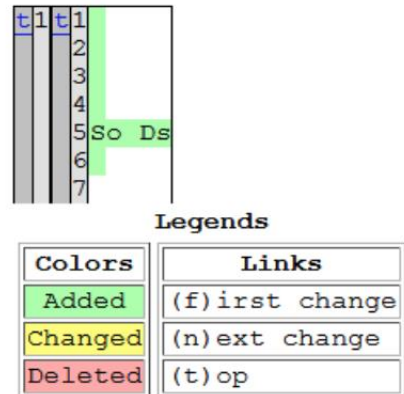 t 1 t 1
2
3
4
5 So Ds
6
7
Legends
Colors Links
Added (f)irst change
Changed (n)ext change
Deleted (t)op